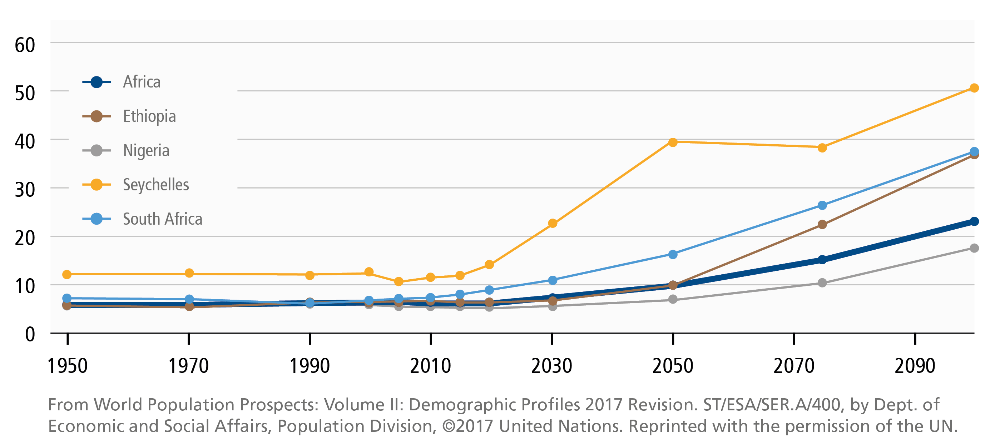 60
50
40
30
20
10
0
Africa
Ethiopia
Nigeria
Seychelles
South Africa
1950 1970 1990 2010 2030 2050 2070 2090
From World Population Prospects: Volume II: Demographic Profiles 2017 Revision. ST/ESA/SER.A/400, by Dept. of
Economic and Social Affairs, Population Division, ©2017 United Nations. Reprinted with the permission of the UN.